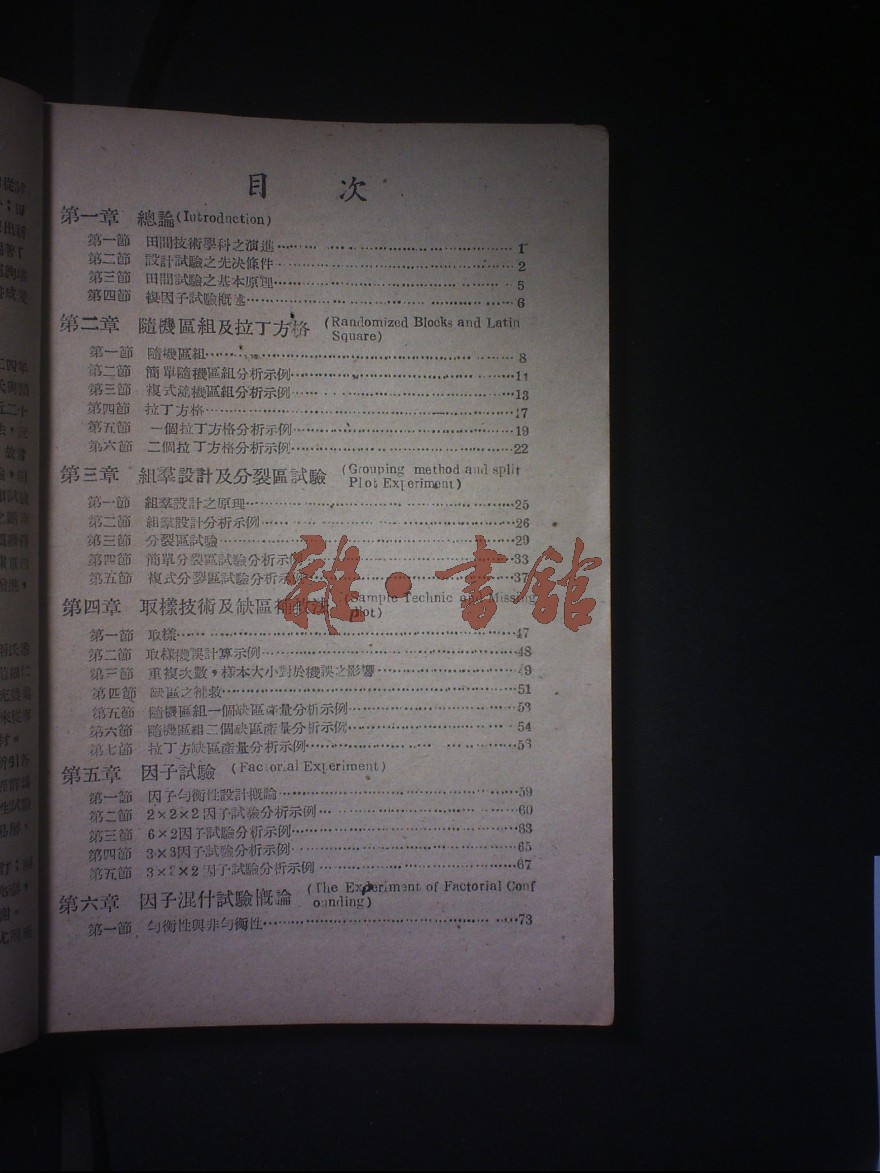 目 次
第一章 總論(Introduction)
第一節 田間技術學科之演進 1
第二節 設計試驗之先決條件 2
第三節 田間試驗之基本原理 5
第四節 複因子試驗概述 6
第二章 隨機區組及拉丁方格 (Randomized Blocks and Latin
Square)
第一節 隨機區組 8
第二節 簡單隨機區組分析示例 11
第三節 複式隨機區組分析示例 13
第四節 拉丁方格 17
第五節 一個拉丁方格分析示例 19
第六節 二個拉丁方格分析示例 22
第三章 組羣設計及分裂區試驗 (Grouping method and split
Plot Experiment)
第一節 組羣設計之原理 25
第二節 組羣設計分析示例 26
第三節 分裂區試驗 29
第四節 簡單分裂區試驗分析示例 33
第五節 複式分裂區試驗分析示例 37
雜·書館
第四章 取樣技術及缺區補救法 (Sample Technic and Missing
plot)
第一節 取樣 47
第二節 取樣機誤計算示例 48
第三節 重複次數,樣本大小對於機誤之影響 49
第四節 缺區之補救 51
第五節 隨機區組一個缺區產量分析示例 53
第六節 隨機區組二個缺區產量分析示例 54
第七節 拉丁方缺區產量分析示例
第五章 因子試驗 (Factorial Experiment)
第一節 因子勻衡性設計概論 59
第二節 2×2×2因子試驗分析示例 60
第三節 6×2因子試驗分析示例 63
第四節 3×3因子試驗分析示例 65
第五節 3×3×2因子試驗分析示例 67
第六章 因子混什試驗慨論 (The Experiment of Factorial Conf
ounding)
第一節 勻衡性與非勻衡性 73